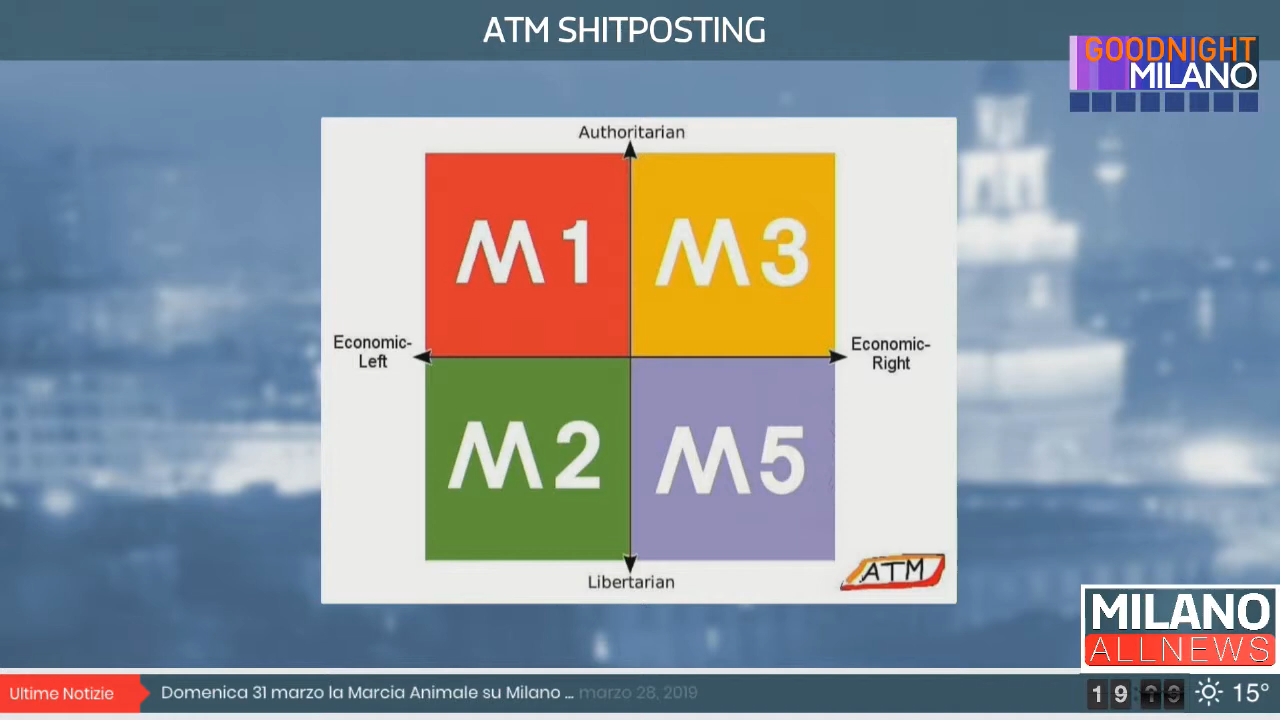 ATM SHITPOSTING
GOODNIGHT
MILANO
Authoritarian
M1
M3
Economic-
Left
Economic-
Right
M2
M5
ATM
Libertarian
MILANO
ALLNEWS
Ultime Notizie
Domenica 31 marzo la Marcia Animale su Milano ... marzo 28, 2019
19
15°